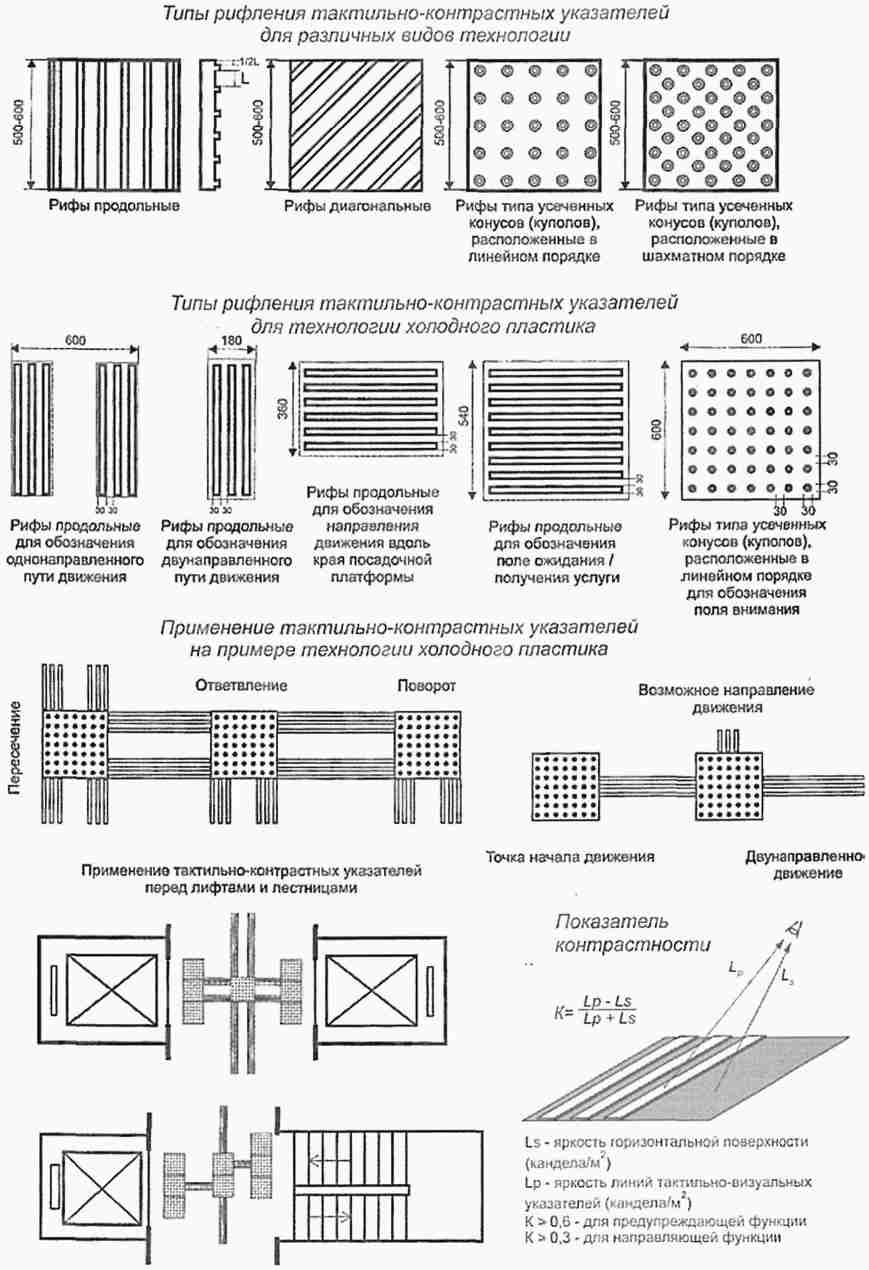 Типы рифления тактильно-контрастных указателей
для различных видов технологии
500-600
1/2L
L
500-600
500-600
500-600
Рифы продольные
Рифы диагональные
Рифы типа усеченных
конусов (куполов),
расположенные в
линейном порядке
Рифы типа усеченных
конусов (куполов),
расположенные в
шахматном порядке
Типы рифления тактильно-контрастных указателей
для технологии холодного пластика
600
180
360
540
600
600
30 30
30 30
30
30
30
30
30
30
30 30
Рифы продольные
для обозначения
однонаправленного
пути движения
Рифы продольные
для обозначения
двунаправленного
пути движения
Рифы продольные
для обозначения
направления
движения вдоль
края посадочной
платформы
Рифы продольные
для обозначения
поле ожидания /
получения услуги
Рифы типа усеченных
конусов (куполов),
расположенные в
линейном порядке
для обозначения
поля внимания
Применение тактильно-контрастных указателей
на примере технологии холодного пластика
Пересечение
Ответвление
Поворот
Возможное направление
движения
Точка начала движения
Двунаправленно-
движение
Применение тактильно-контрастных указателей
перед лифтами и лестницами
Показатель
контрастности
K= Lp - Ls
Lp + Ls
Lp
Ls
Ls - яркость горизонтальной поверхности
(кандела/м²)
Lp - яркость линий тактильно-визуальных
указателей (кандела/м²)
K > 0,6 - для предупреждающей функции
K > 0,3 - для направляющей функции